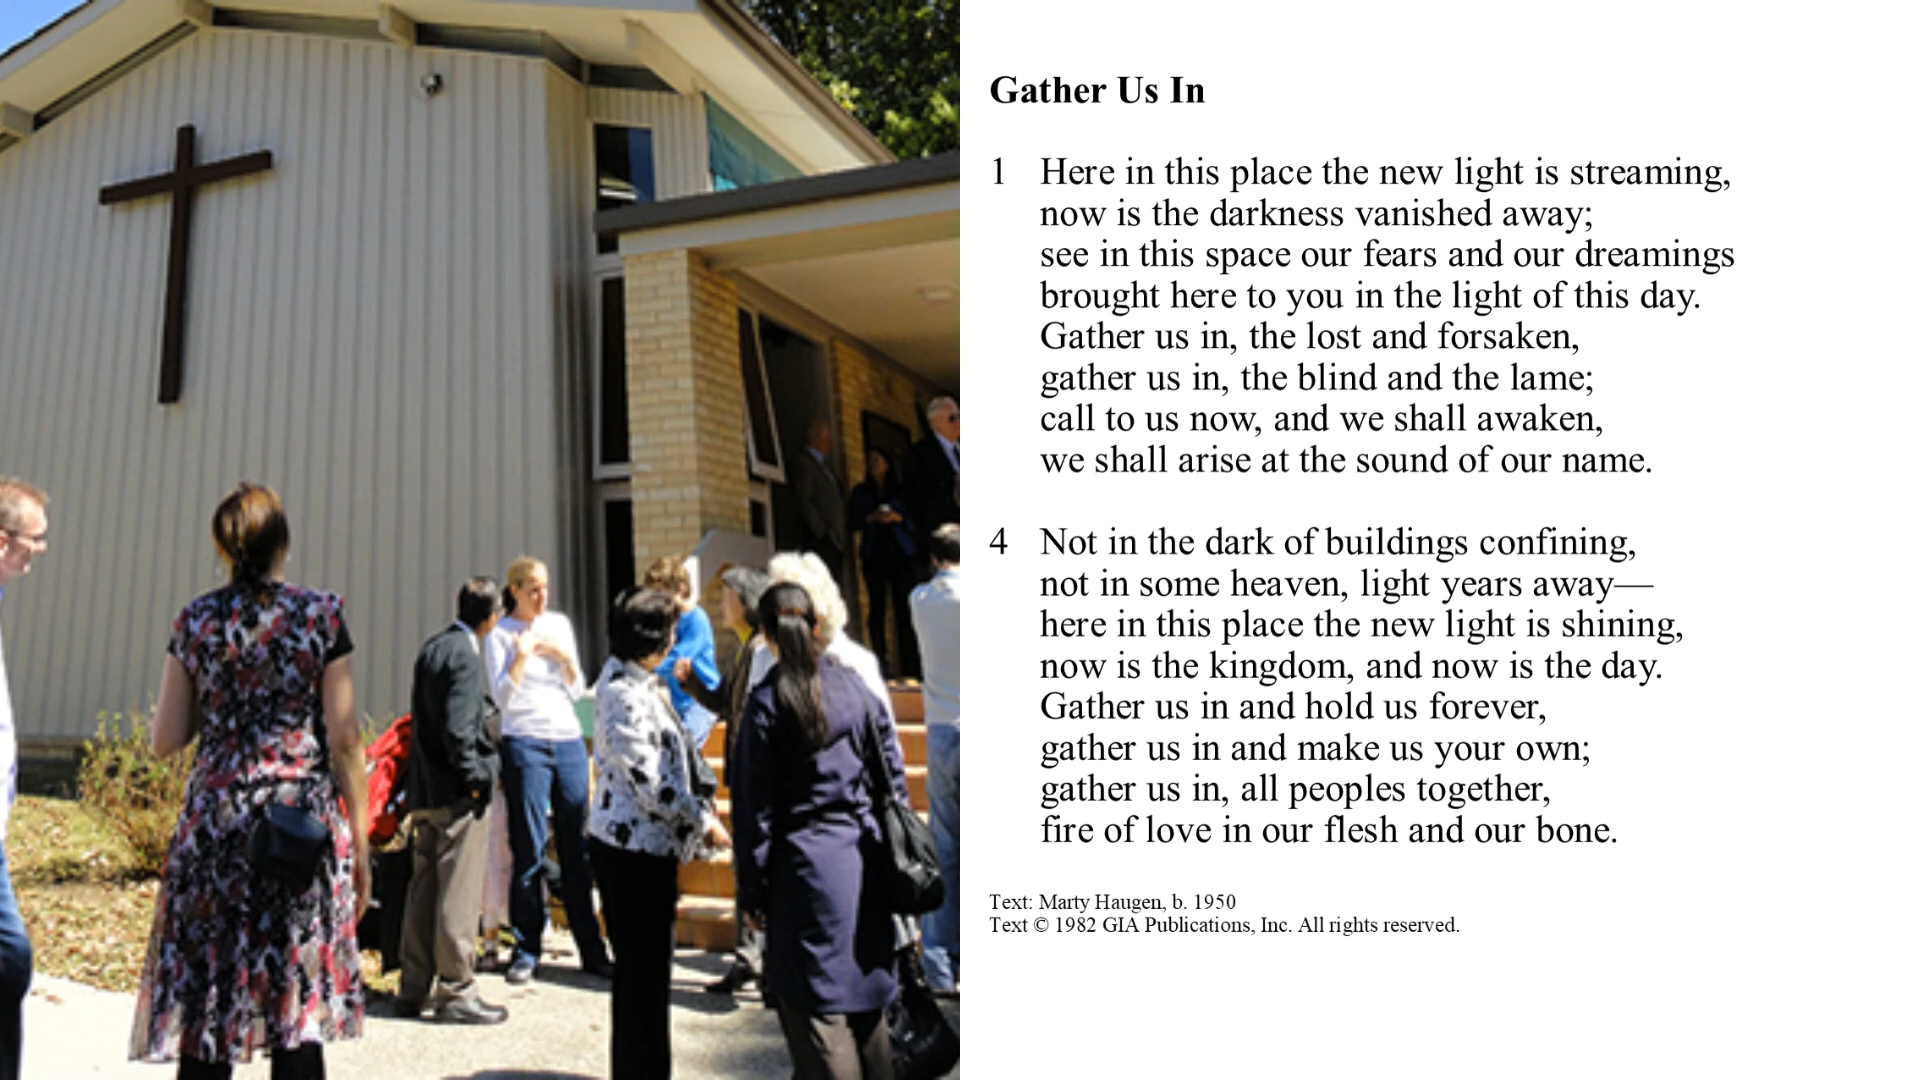 Gather Us In
1 Here in this place the new light is streaming,
now is the darkness vanished away;
see in this space our fears and our dreamings
brought here to you in the light of this day.
Gather us in, the lost and forsaken,
gather us in, the blind and the lame;
call to us now, and we shall awaken,
we shall arise at the sound of our name.
4 Not in the dark of buildings confining,
not in some heaven, light years away—
here in this place the new light is shining,
now is the kingdom, and now is the day.
Gather us in and hold us forever,
gather us in and make us your own;
gather us in, all peoples together,
fire of love in our flesh and our bone.
Text: Marty Haugen, b. 1950
Text © 1982 GIA Publications, Inc. All rights reserved.